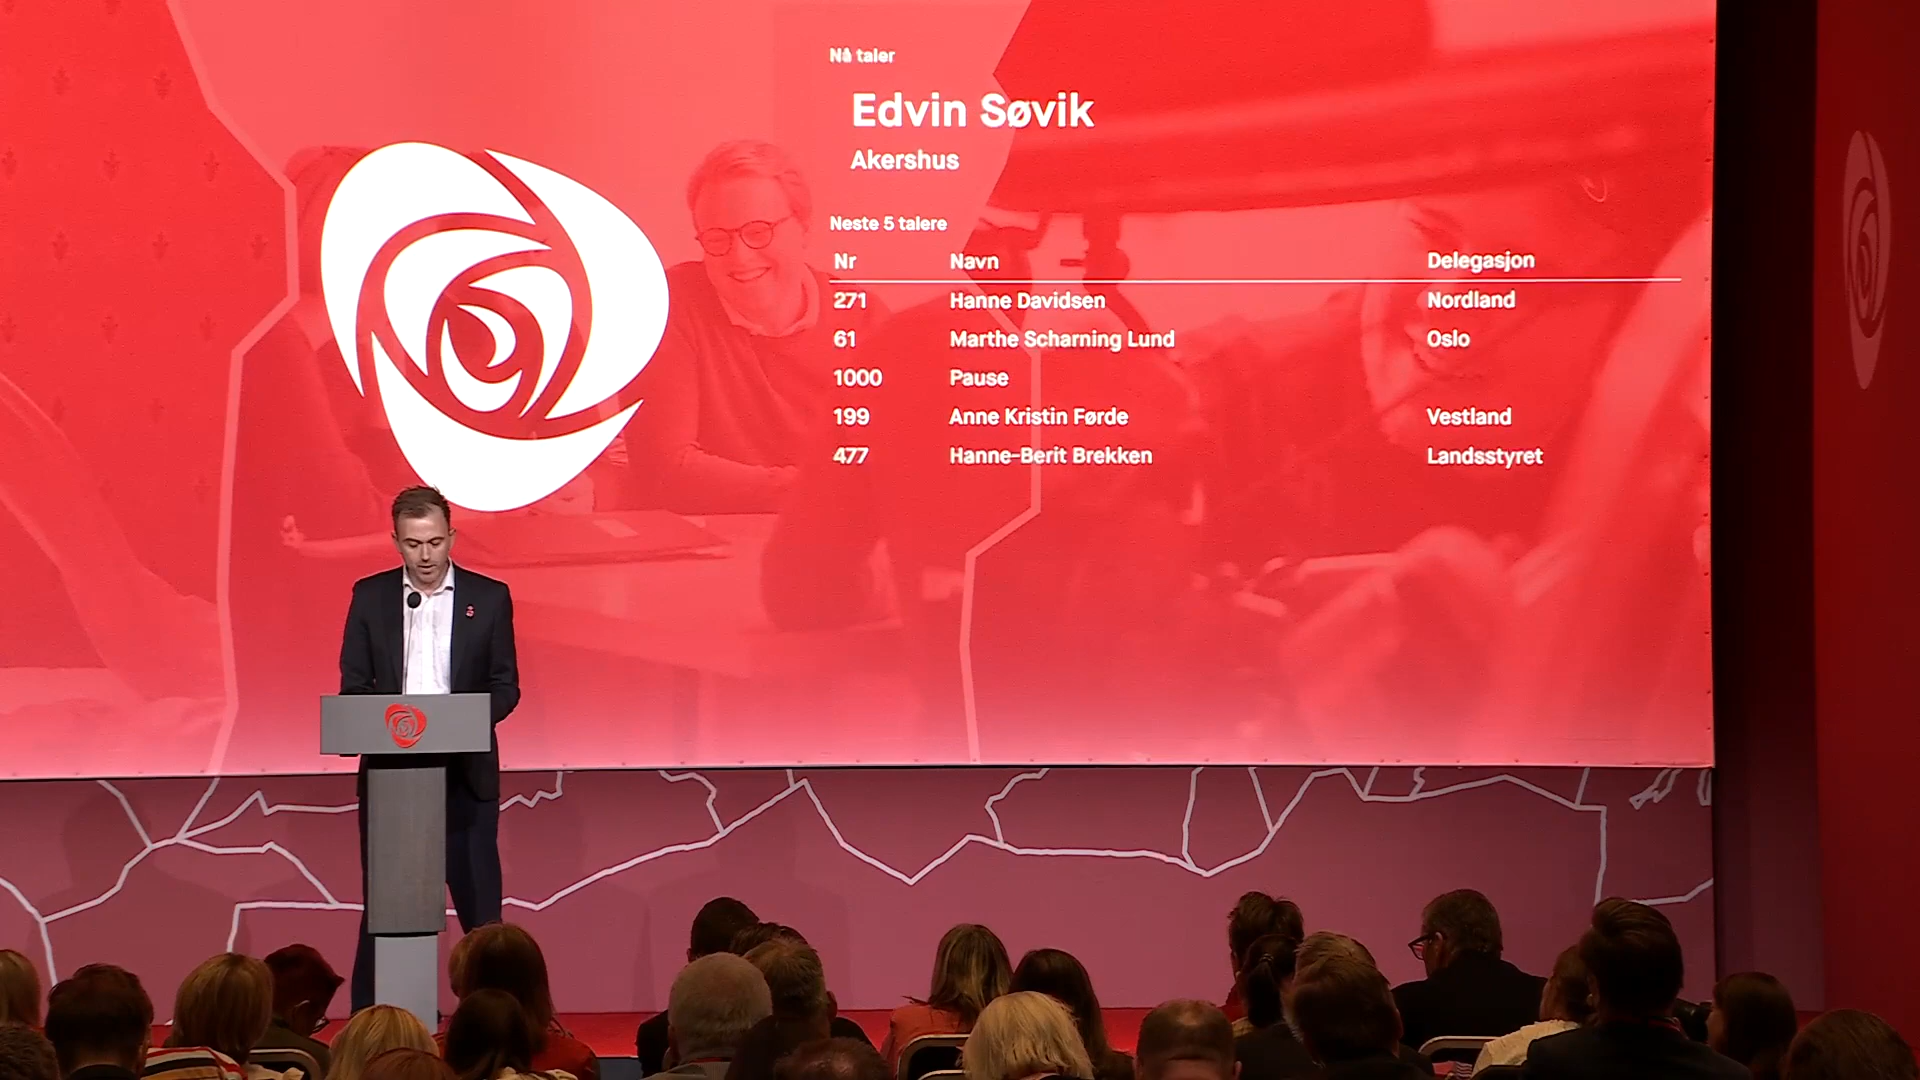 Nå taler
Edvin Søvik
Akershus
Neste 5 talere
Nr Navn Delegasjon
271 Hanne Davidsen Nordland
61 Marthe Scharning Lund Oslo
1000 Pause
199 Anne Kristin Førde Vestland
477 Hanne-Berit Brekken Landsstyret